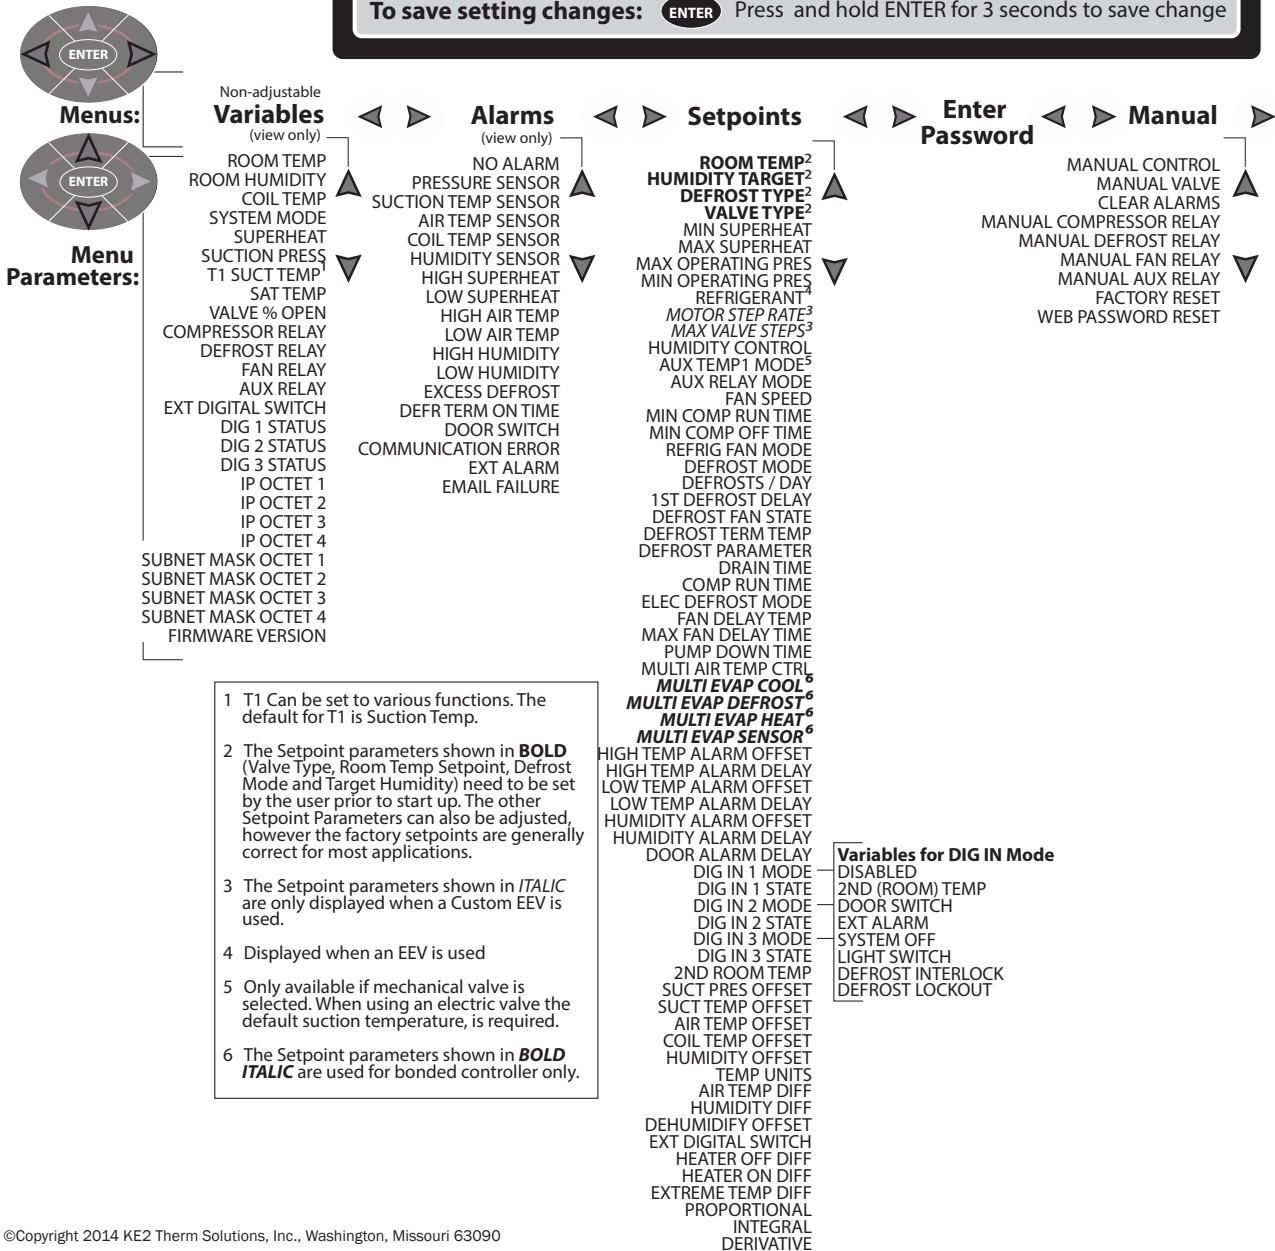 To save setting changes: ENTER Press and hold ENTER for 3 seconds to save change
ENTER
Menus:
ENTER
Menu
Parameters:
Non-adjustable
Variables
(view only)
ROOM TEMP
ROOM HUMIDITY
COIL TEMP
SYSTEM MODE
SUPERHEAT
SUCTION PRESS
T1 SUCT TEMP1
SAT TEMP
VALVE % OPEN
COMPRESSOR RELAY
DEFROST RELAY
FAN RELAY
AUX RELAY
EXT DIGITAL SWITCH
DIG 1 STATUS
DIG 2 STATUS
DIG 3 STATUS
IP OCTET 1
IP OCTET 2
IP OCTET 3
IP OCTET 4
SUBNET MASK OCTET 1
SUBNET MASK OCTET 2
SUBNET MASK OCTET 3
SUBNET MASK OCTET 4
FIRMWARE VERSION
Alarms
(view only)
NO ALARM
PRESSURE SENSOR
SUCTION TEMP SENSOR
AIR TEMP SENSOR
COIL TEMP SENSOR
HUMIDITY SENSOR
HIGH SUPERHEAT
LOW SUPERHEAT
HIGH AIR TEMP
LOW AIR TEMP
HIGH HUMIDITY
LOW HUMIDITY
EXCESS DEFROST
DEFR TERM ON TIME
DOOR SWITCH
COMMUNICATION ERROR
EXT ALARM
EMAIL FAILURE
Setpoints
ROOM TEMP2
HUMIDITY TARGET2
DEFROST TYPE2
VALVE TYPE2
MIN SUPERHEAT
MAX SUPERHEAT
MAX OPERATING PRES
MIN OPERATING PRES
REFRIGERANT4
MOTOR STEP RATE3
MAX VALVE STEPS3
HUMIDITY CONTROL
AUX TEMP1 MODE5
AUX RELAY MODE
FAN SPEED
MIN COMP RUN TIME
MIN COMP OFF TIME
REFRIG FAN MODE
DEFROST MODE
DEFROSTS / DAY
1ST DEFROST DELAY
DEFROST FAN STATE
DEFROST TERM TEMP
DEFROST PARAMETER
DRAIN TIME
COMP RUN TIME
ELEC DEFROST MODE
FAN DELAY TEMP
MAX FAN DELAY TIME
PUMP DOWN TIME
MULTI AIR TEMP CTRL
MULTI EVAP COOL6
MULTI EVAP DEFROST6
MULTI EVAP HEAT6
MULTI EVAP SENSOR6
HIGH TEMP ALARM OFFSET
HIGH TEMP ALARM DELAY
LOW TEMP ALARM OFFSET
LOW TEMP ALARM DELAY
HUMIDITY ALARM OFFSET
HUMIDITY ALARM DELAY
DOOR ALARM DELAY
DIG IN 1 MODE
DIG IN 1 STATE
DIG IN 2 MODE
DIG IN 2 STATE
DIG IN 3 MODE
DIG IN 3 STATE
2ND ROOM TEMP
SUCT PRES OFFSET
SUCT TEMP OFFSET
AIR TEMP OFFSET
COIL TEMP OFFSET
HUMIDITY OFFSET
TEMP UNITS
AIR TEMP DIFF
HUMIDITY DIFF
DEHUMIDIFY OFFSET
EXT DIGITAL SWITCH
HEATER OFF DIFF
HEATER ON DIFF
EXTREME TEMP DIFF
PROPORTIONAL
INTEGRAL
DERIVATIVE
Variables for DIG IN Mode
DISABLED
2ND (ROOM) TEMP
DOOR SWITCH
EXT ALARM
SYSTEM OFF
LIGHT SWITCH
DEFROST INTERLOCK
DEFROST LOCKOUT
Enter
Password
Manual
MANUAL CONTROL
MANUAL VALVE
CLEAR ALARMS
MANUAL COMPRESSOR RELAY
MANUAL DEFROST RELAY
MANUAL FAN RELAY
MANUAL AUX RELAY
FACTORY RESET
WEB PASSWORD RESET
1 T1 Can be set to various functions. The
default for T1 is Suction Temp.
2 The Setpoint parameters shown in BOLD
(Valve Type, Room Temp Setpoint, Defrost
Mode and Target Humidity) need to be set
by the user prior to start up. The other
Setpoint Parameters can also be adjusted,
however the factory setpoints are generally
correct for most applications.
3 The Setpoint parameters shown in ITALIC
are only displayed when a Custom EEV is
used.
4 Displayed when an EEV is used
5 Only available if mechanical valve is
selected. When using an electric valve the
default suction temperature, is required.
6 The Setpoint parameters shown in BOLD
ITALIC are used for bonded controller only.
©Copyright 2014 KE2 Therm Solutions, Inc., Washington, Missouri 63090